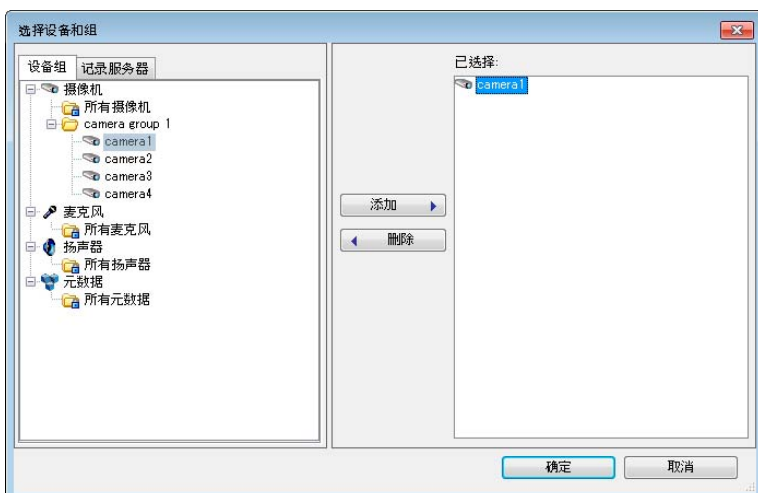 选择设备和组
设备组 记录服务器
摄像机
所有摄像机
camera group 1
camera1
camera2
camera3
camera4
麦克风
所有麦克风
扬声器
所有扬声器
元数据
所有元数据
添加
删除
已选择:
camera1
确定 取消